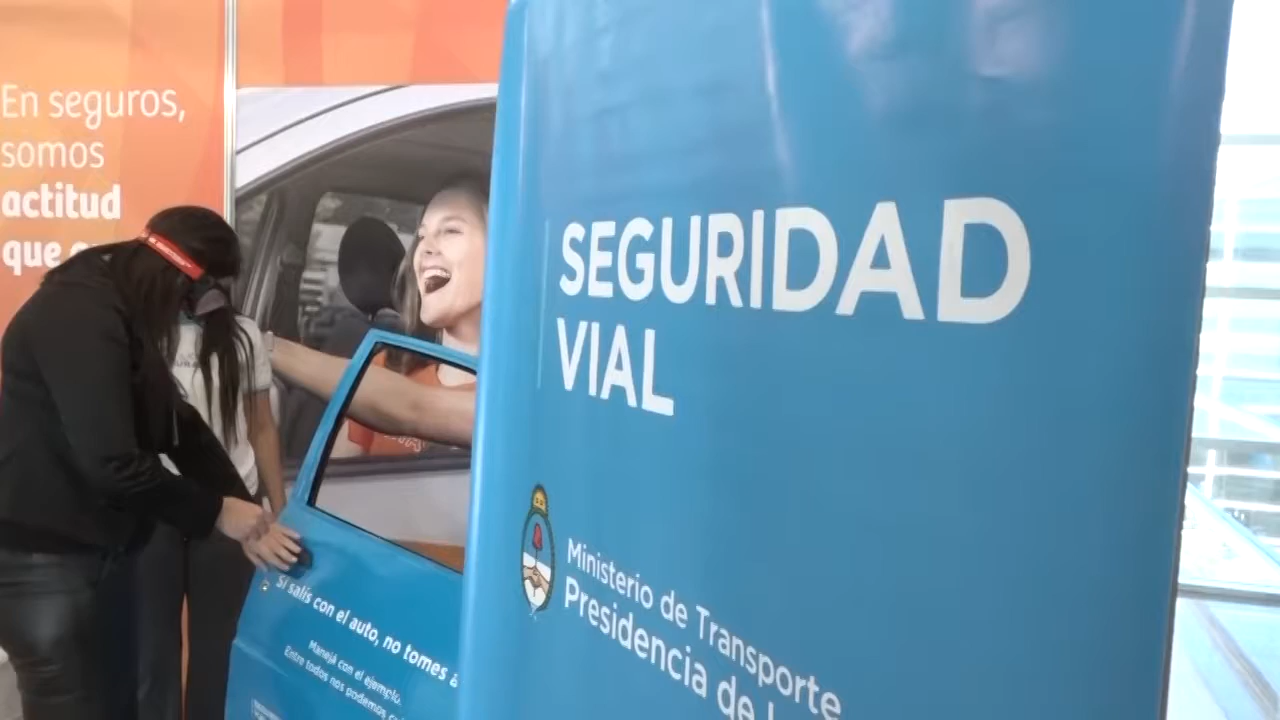 En seguros,
somos
actitud
que
SEGURIDAD
VIAL
Ministerio de Transporte
Presidencia de
Si salís con el auto, no tomes
Manejá con el ejemplo.
Entre todos nos podemos